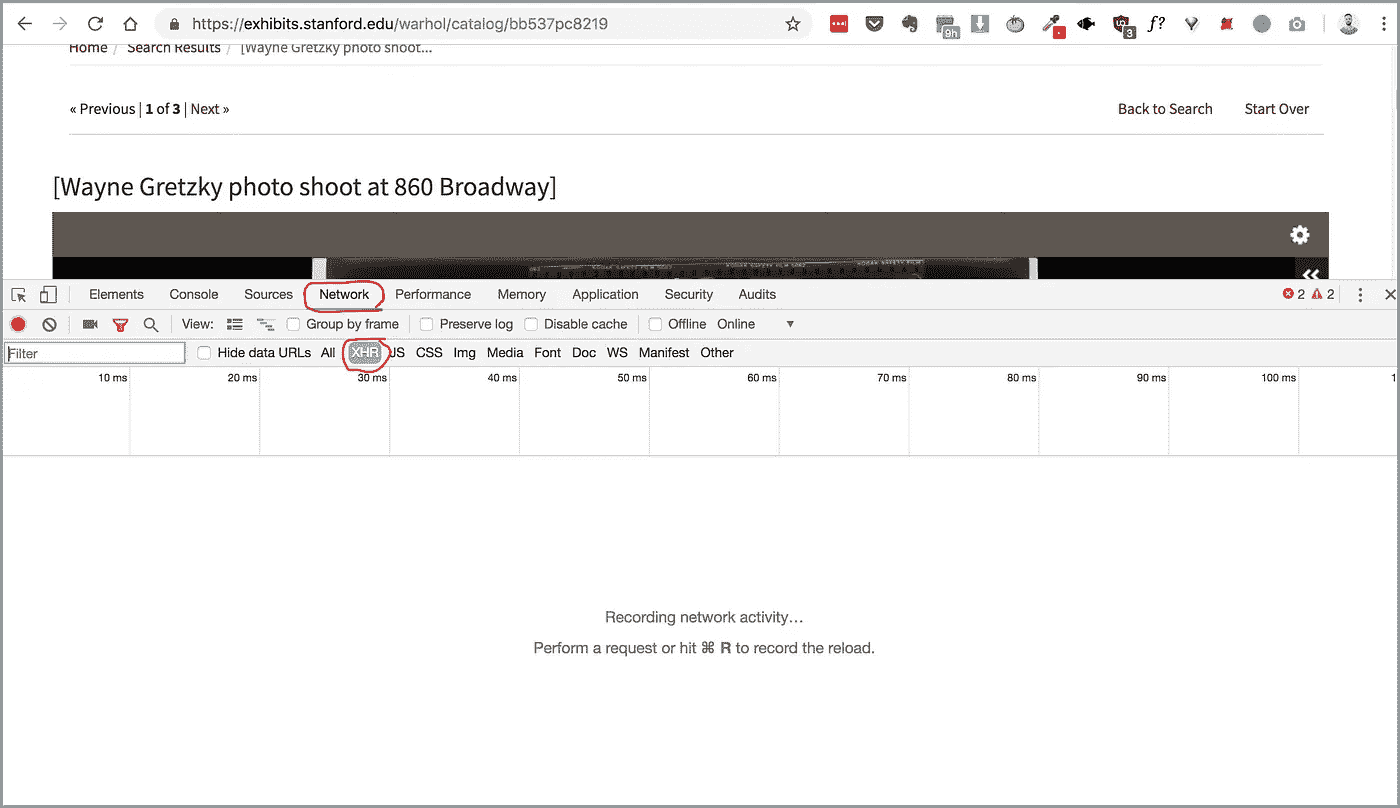 https://exhibits.stanford.edu/warhol/catalog/bb537pc8219
9h
3
f?
Home / Search Results / [Wayne Gretzky photo shoot...
« Previous | 1 of 3 | Next » Back to Search Start Over
[Wayne Gretzky photo shoot at 860 Broadway]
Elements Console Sources Network Performance Memory Application Security Audits 2 2
View: Group by frame Preserve log Disable cache Offline Online
Filter Hide data URLs All XHR JS CSS Img Media Font Doc WS Manifest Other
10 ms 20 ms 30 ms 40 ms 50 ms 60 ms 70 ms 80 ms 90 ms 100 ms 1
Recording network activity…
Perform a request or hit ⌘ R to record the reload.